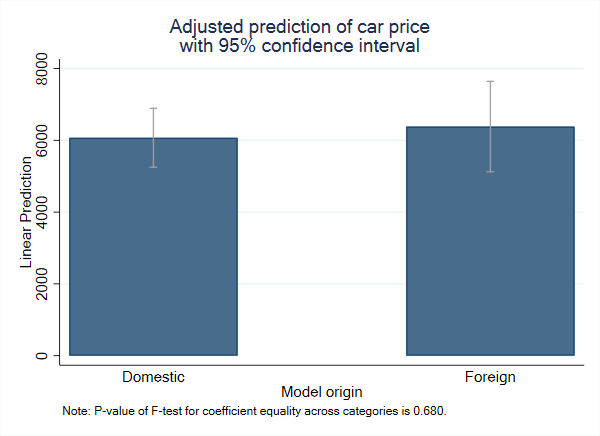 Adjusted prediction of car price
with 95% confidence interval
Linear Prediction
8000
6000
4000
2000
0
Domestic
Foreign
Model origin
Note: P-value of F-test for coefficient equality across categories is 0.680.